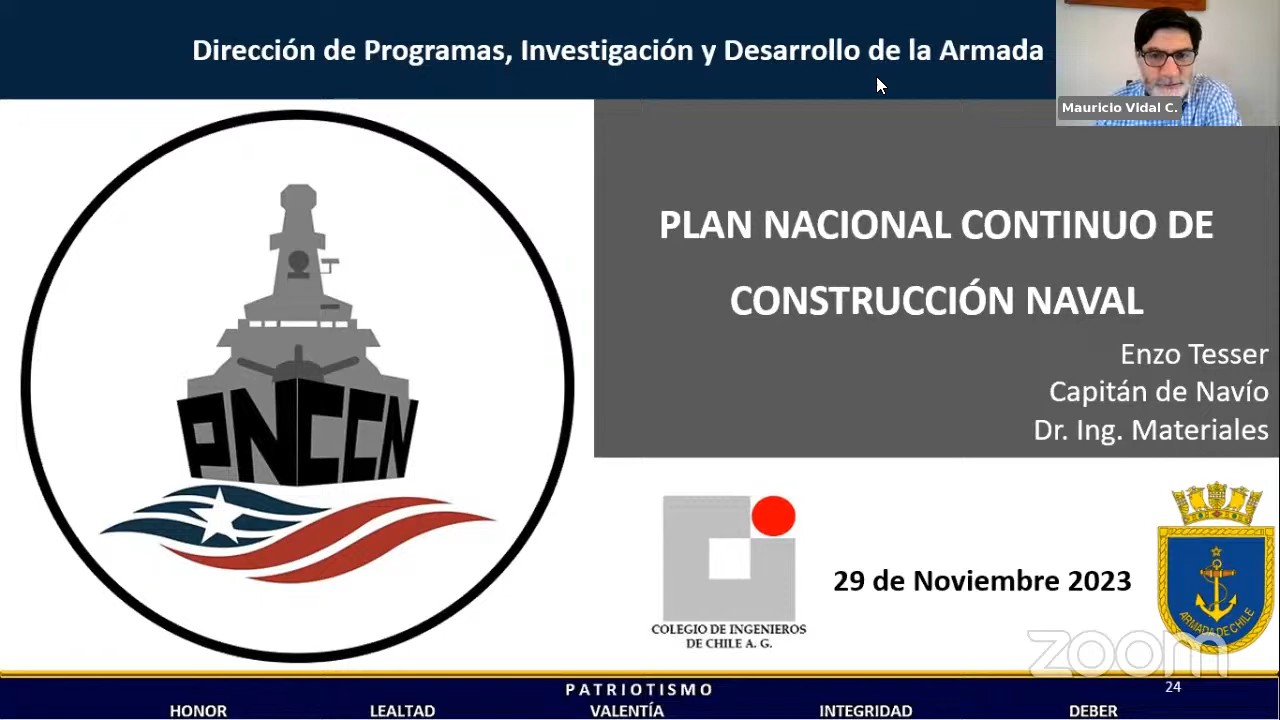 Dirección de Programas, Investigación y Desarrollo de la Armada
Mauricio Vidal C.
PLAN NACIONAL CONTINUO DE
CONSTRUCCIÓN NAVAL
Enzo Tesser
Capitán de Navío
Dr. Ing. Materiales
PNCCN
COLEGIO DE INGENIEROS
DE CHILE A. G.
29 de Noviembre 2023
ARMADA DE CHILE
zoom
24
PATRIOTISMO
HONOR LEALTAD VALENTÍA INTEGRIDAD DEBER